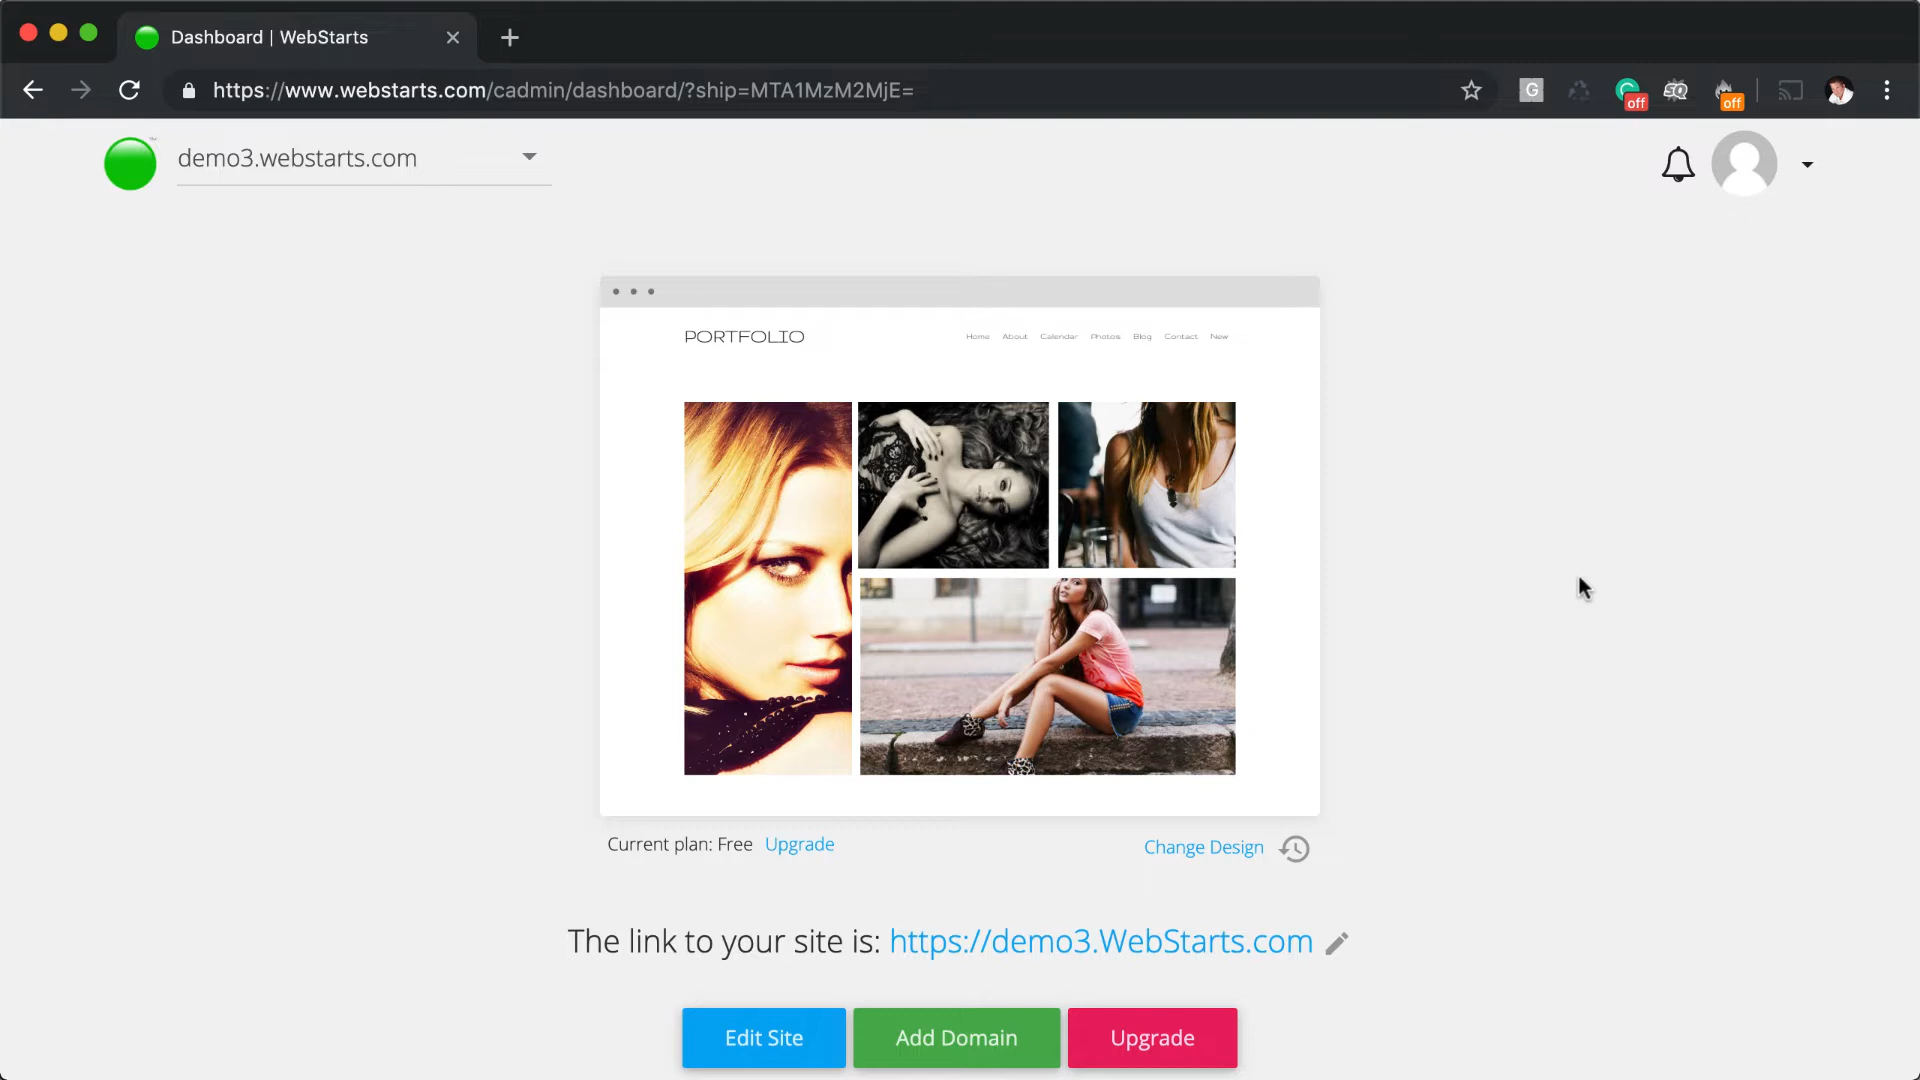 Dashboard | WebStarts
https://www.webstarts.com/cadmin/dashboard/?ship=MTA1MzM2MjE=
G
off
off
demo3.webstarts.com
PORTFOLIO
Home About Calendar Photos Blog Contact New
Current plan: Free Upgrade
Change Design
The link to your site is: https://demo3.WebStarts.com
Edit Site
Add Domain
Upgrade